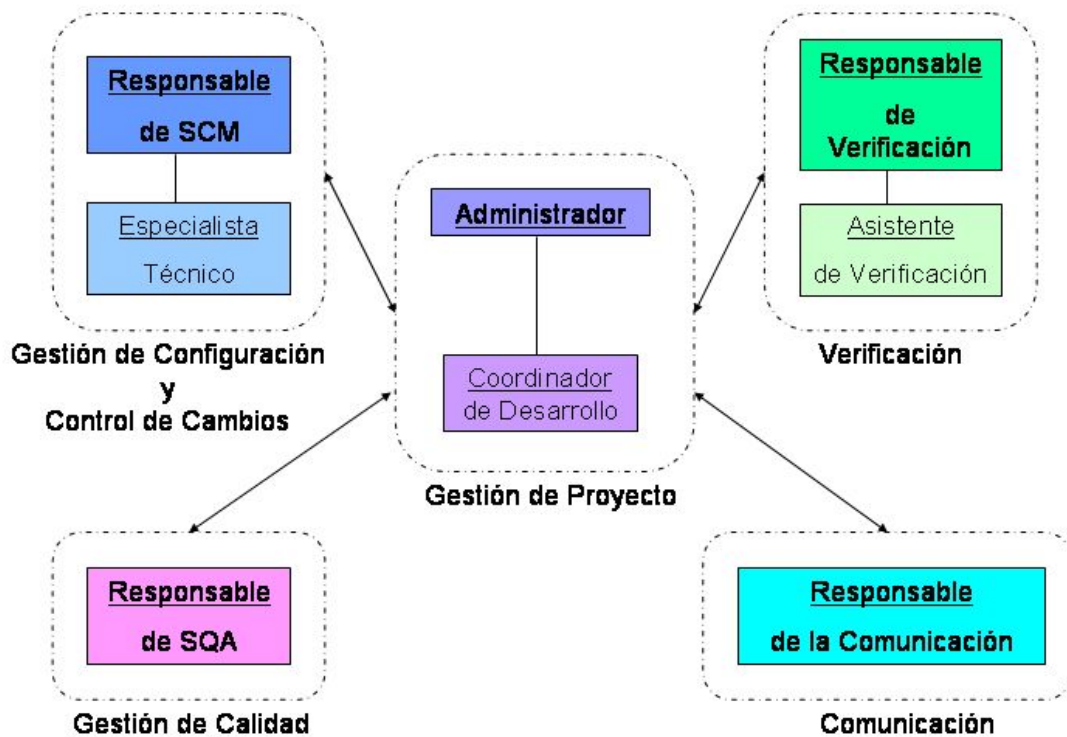 Responsable
de SCM
Especialista
Técnico
Gestión de Configuración
y
Control de Cambios
Responsable
de
Verificación
Asistente
de Verificación
Verificación
Administrador
Coordinador
de Desarrollo
Gestión de Proyecto
Responsable
de SQA
Gestión de Calidad
Responsable
de la Comunicación
Comunicación